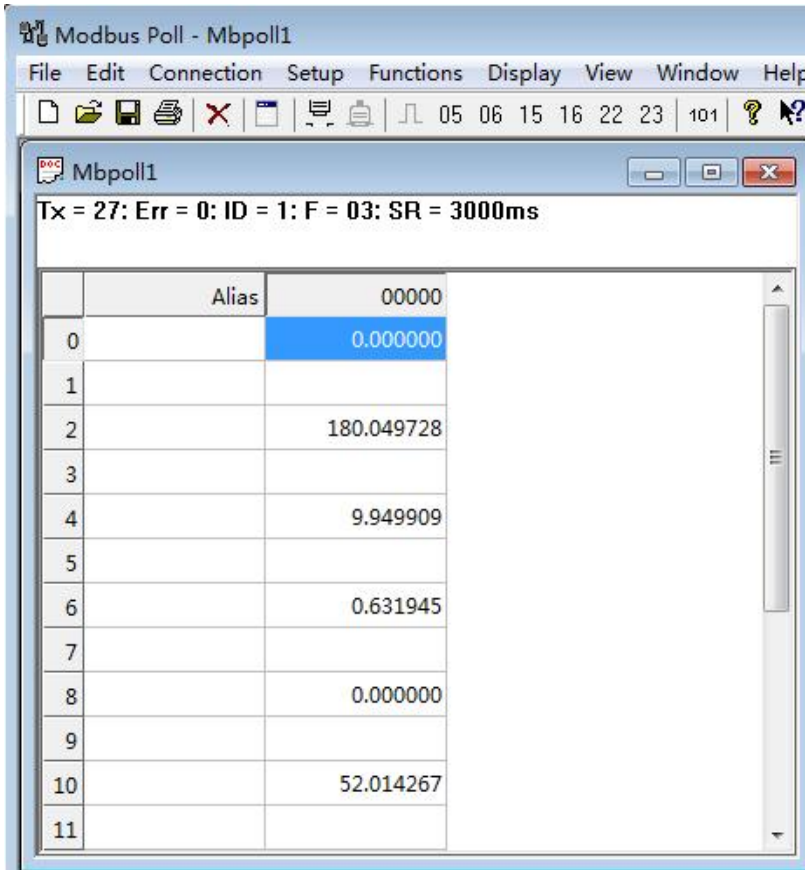 Modbus Poll - Mbpoll1
File Edit Connection Setup Functions Display View Window Help
05 06 15 16 22 23 101
DOC Mbpoll1
Tx = 27: Err = 0: ID = 1: F = 03: SR = 3000ms
Alias 00000
0 0.000000
1
2 180.049728
3
4 9.949909
5
6 0.631945
7
8 0.000000
9
10 52.014267
11